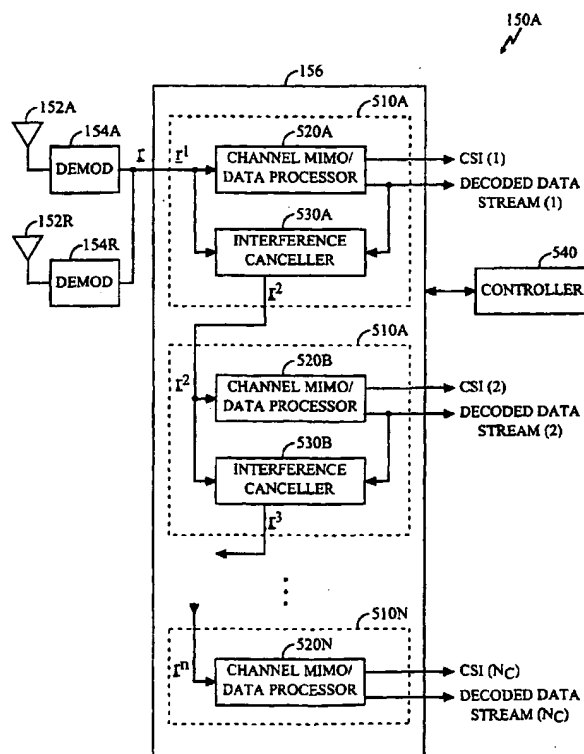 150A
156
510A
152A
154A
DEMOD
r
r1
520A
CHANNEL MIMO/
DATA PROCESSOR
CSI (1)
DECODED DATA
STREAM (1)
152R
154R
DEMOD
530A
INTERFERENCE
CANCELLER
r2
540
CONTROLLER
510A
r2
520B
CHANNEL MIMO/
DATA PROCESSOR
CSI (2)
DECODED DATA
STREAM (2)
530B
INTERFERENCE
CANCELLER
r3
510N
rn
520N
CHANNEL MIMO/
DATA PROCESSOR
CSI (NC)
DECODED DATA
STREAM (NC)